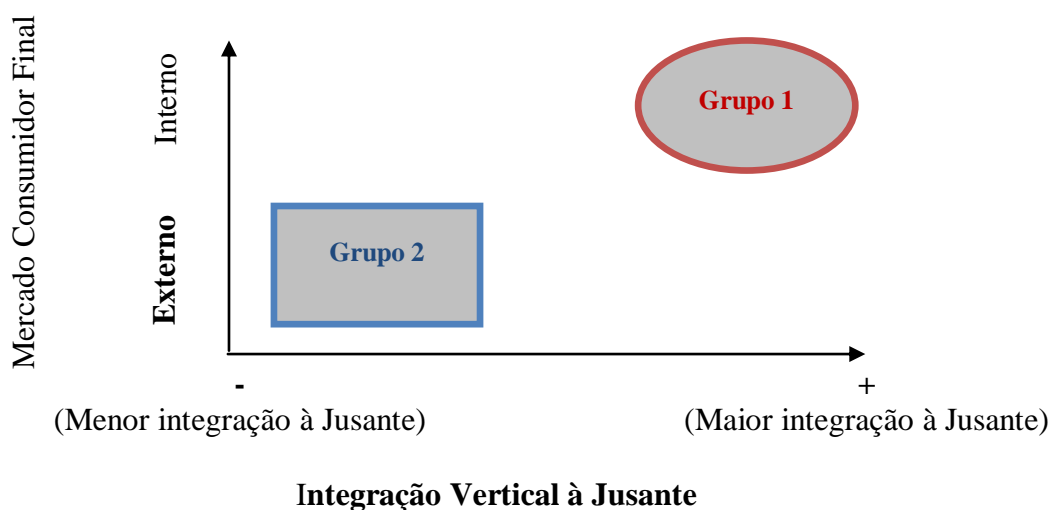 Mercado Consumidor Final
Interno
Externo
Grupo 1
Grupo 2
- +
(Menor integração à Jusante) (Maior integração à Jusante)
Integração Vertical à Jusante